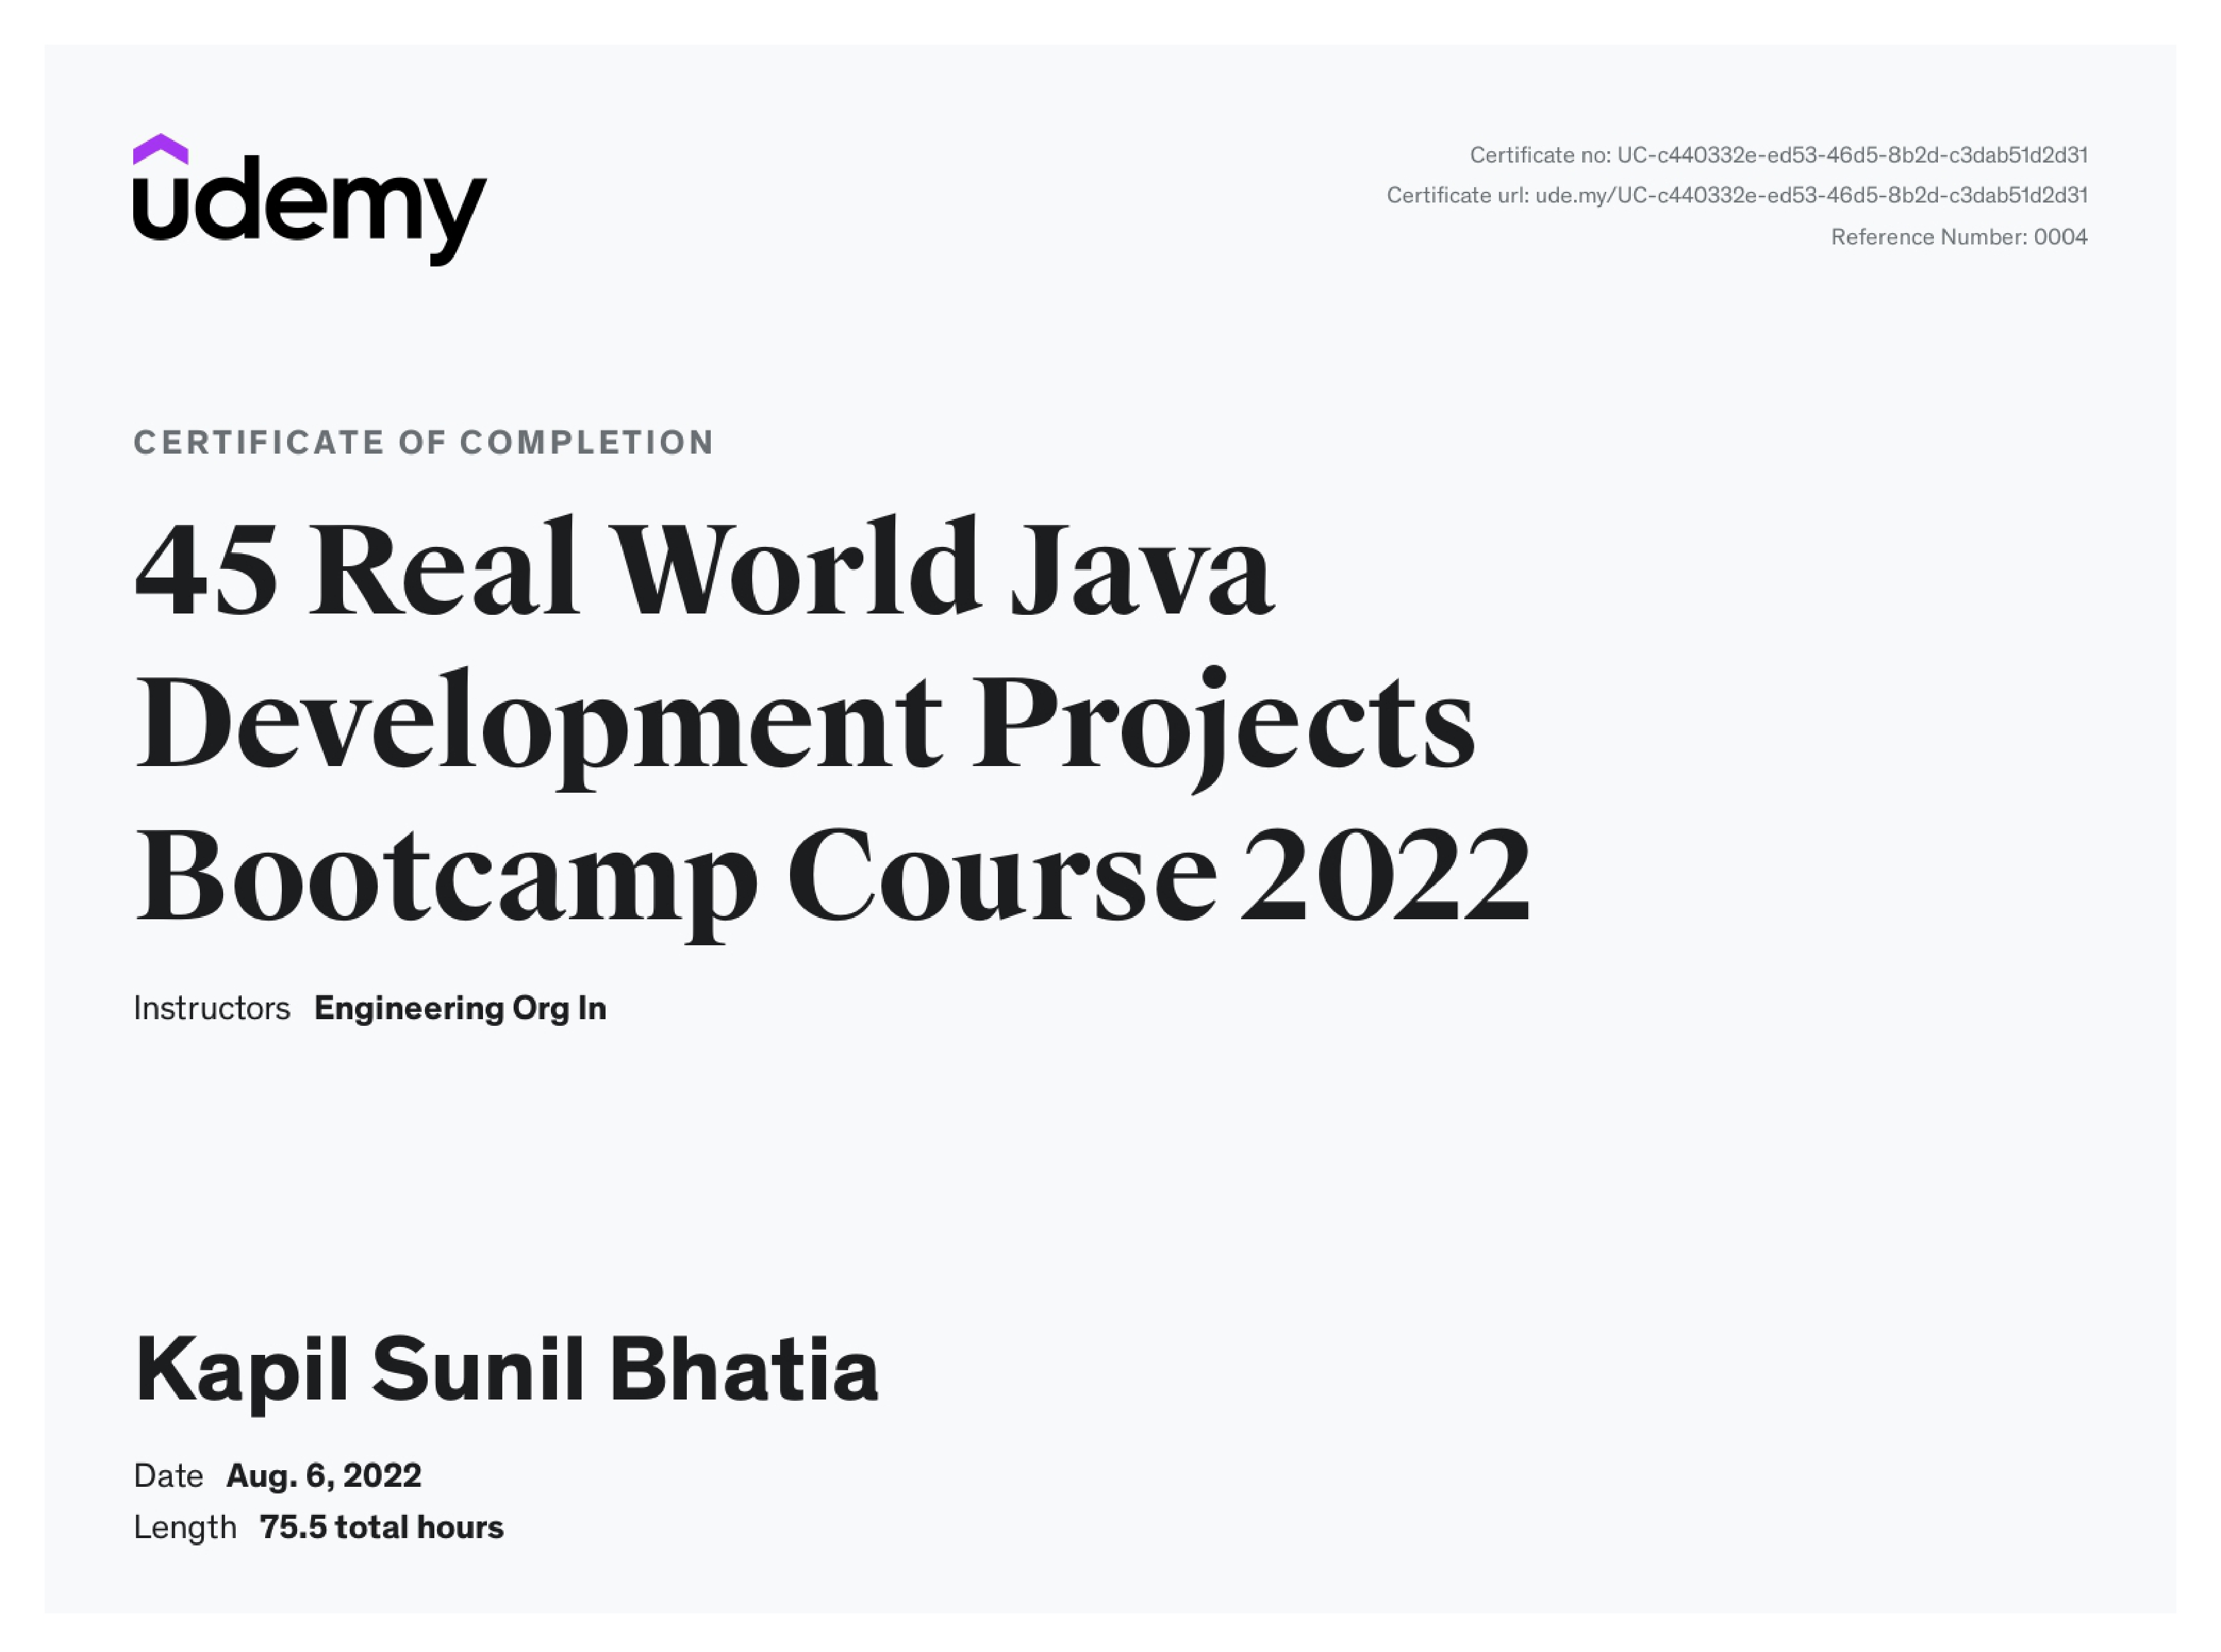 udemy
Certificate no: UC-c440332e-ed53-46d5-8b2d-c3dab51d2d31
Certificate url: ude.my/UC-c440332e-ed53-46d5-8b2d-c3dab51d2d31
Reference Number: 0004
CERTIFICATE OF COMPLETION
45 Real World Java
Development Projects
Bootcamp Course 2022
Instructors Engineering Org In
Kapil Sunil Bhatia
Date Aug. 6, 2022
Length 75.5 total hours